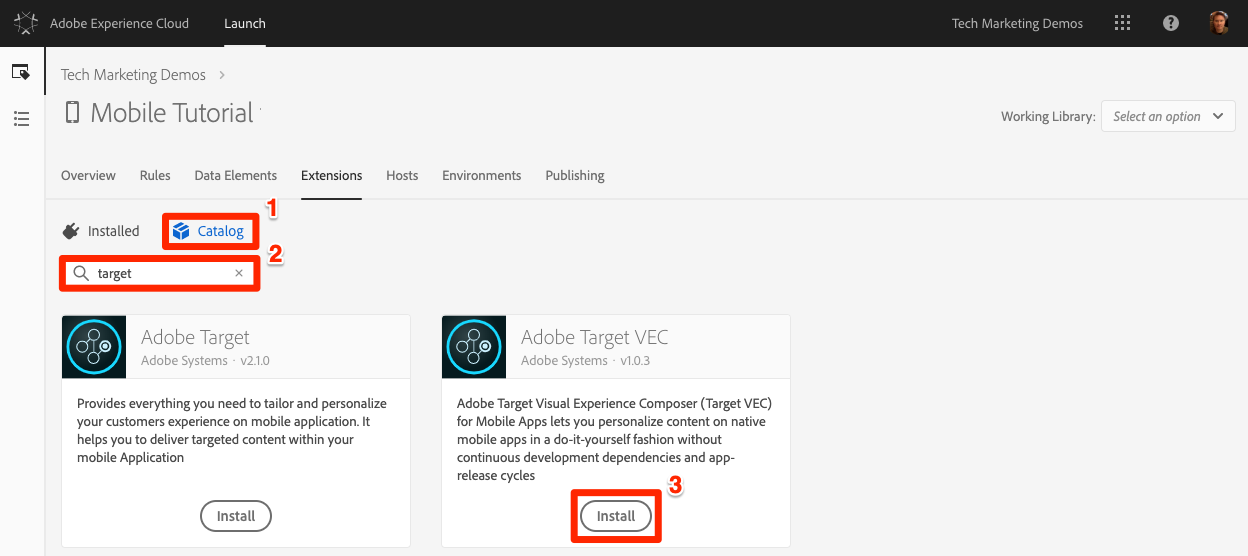 Adobe Experience Cloud Launch Tech Marketing Demos
Tech Marketing Demos
Mobile Tutorial
Working Library: Select an option
Overview Rules Data Elements Extensions Hosts Environments Publishing
1
Installed Catalog
2
target
Adobe Target
Adobe Systems · v2.1.0
Provides everything you need to tailor and personalize
your customers experience on mobile application. It
helps you to deliver targeted content within your
mobile Application
Install
Adobe Target VEC
Adobe Systems · v1.0.3
Adobe Target Visual Experience Composer (Target VEC)
for Mobile Apps lets you personalize content on native
mobile apps in a do-it-yourself fashion without
continuous development dependencies and app-
release cycles
3
Install